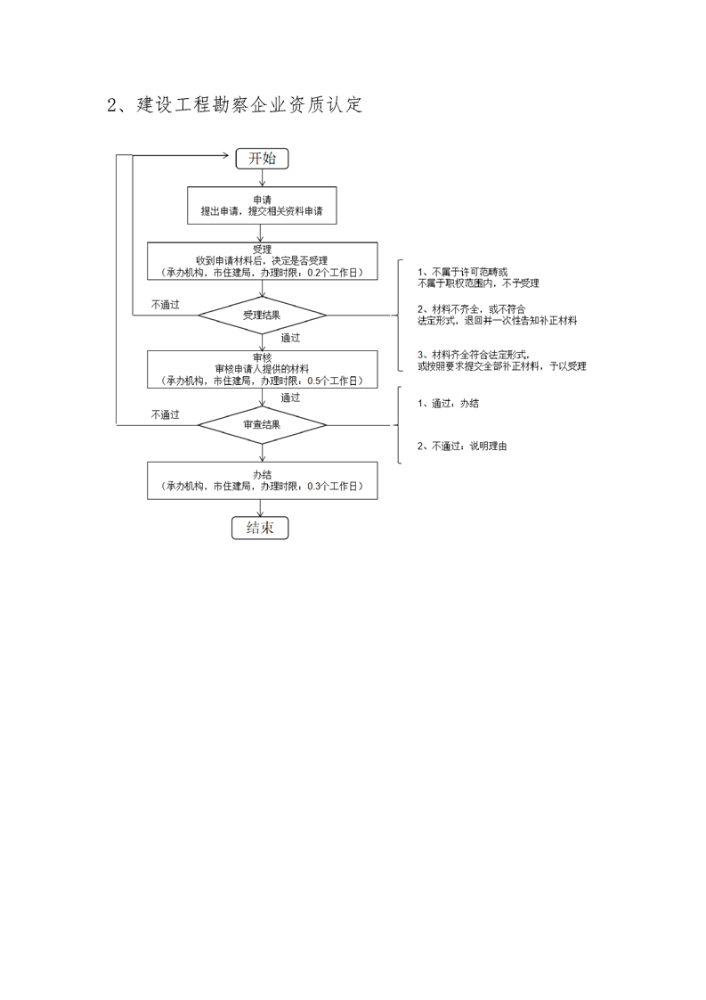 2、建设工程勘察企业资质认定
开始
申请
提出申请，提交相关资料申请
受理
收到申请材料后，决定是否受理
（承办机构，市住建局，办理时限：0.2个工作日）
1、不属于许可范畴或
不属于职权范围内，不予受理
不通过
受理结果
2、材料不齐全，或不符合
法定形式，退回并一次性告知补正材料
通过
审核
审核申请人提供的材料
（承办机构，市住建局，办理时限：0.5个工作日）
3、材料齐全符合法定形式，
或按照要求提交全部补正材料，予以受理
通过
不通过
审查结果
1、通过：办结
2、不通过：说明理由
办结
（承办机构，市住建局，办理时限：0.3个工作日）
结束